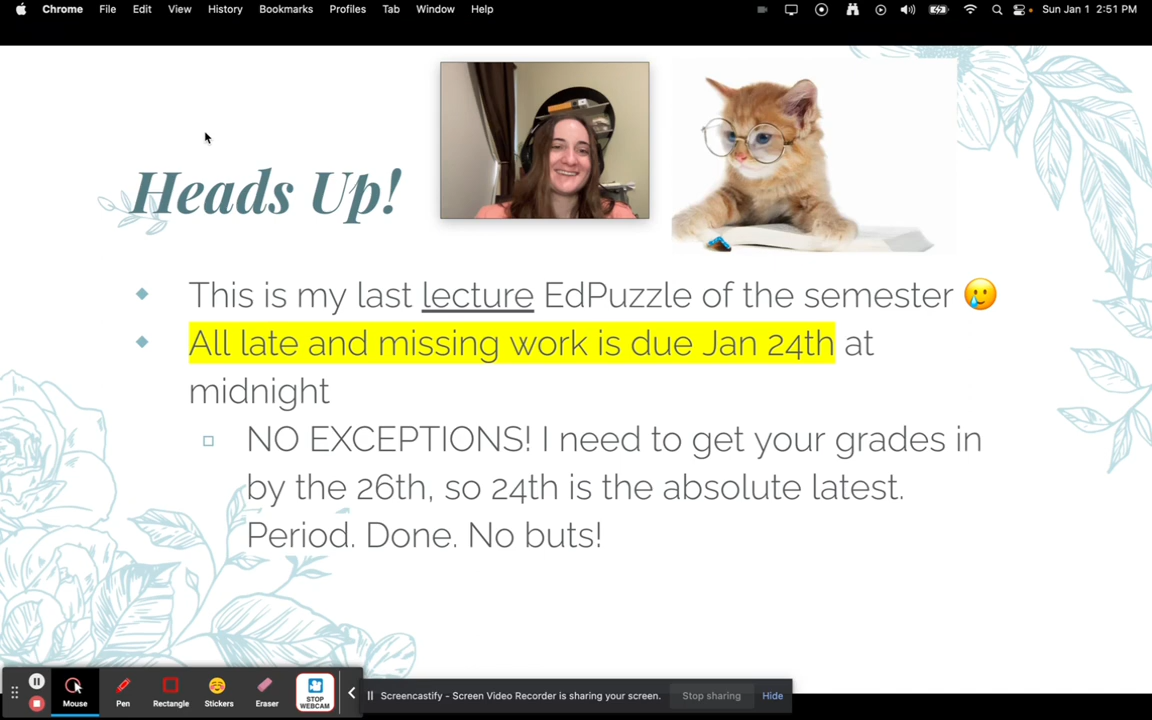 Chrome File Edit View History Bookmarks Profiles Tab Window Help Sun Jan 1 2:51 PM
Heads Up!
This is my last lecture EdPuzzle of the semester 🥲
All late and missing work is due Jan 24th at
midnight
NO EXCEPTIONS! I need to get your grades in
by the 26th, so 24th is the absolute latest.
Period. Done. No buts!
Mouse Pen Rectangle Stickers Eraser STOP WEBCAM
Screencastify - Screen Video Recorder is sharing your screen. Stop sharing Hide